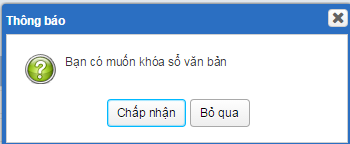 Thông báo
Bạn có muốn khóa sổ văn bản
Chấp nhận
Bỏ qua